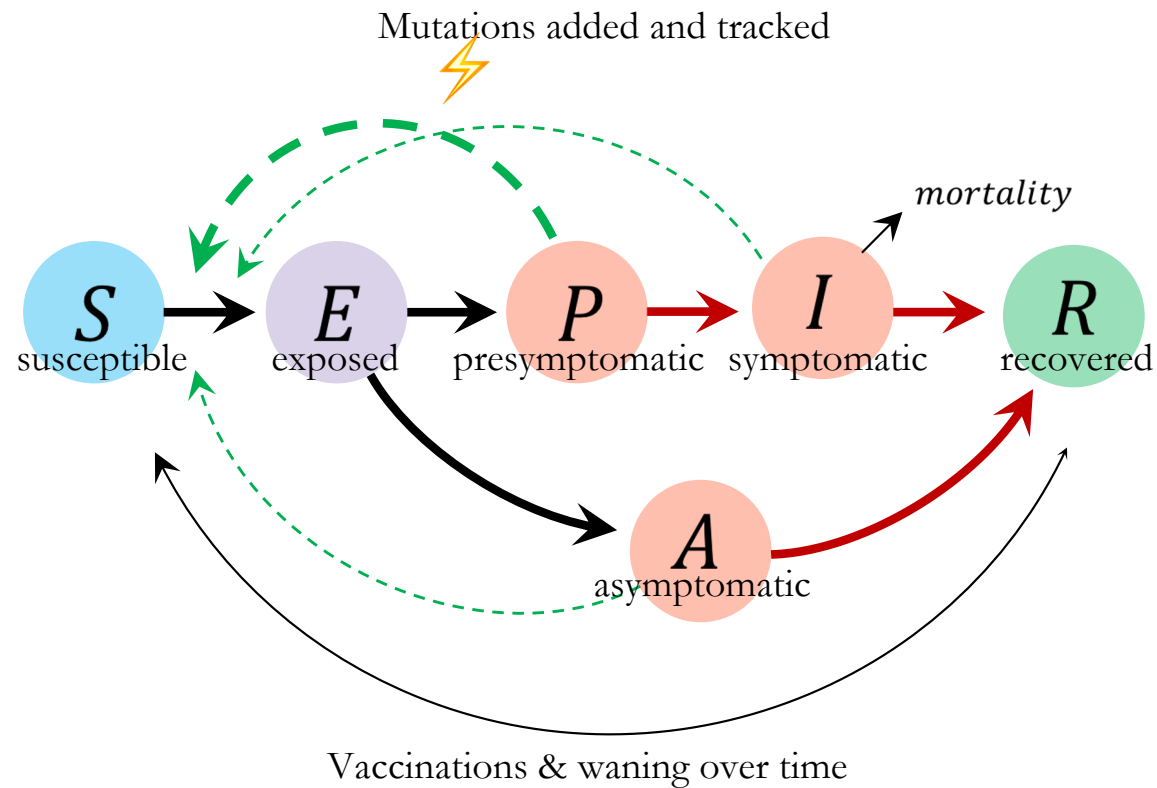 Mutations added and tracked
mortality
S
susceptible
E
exposed
P
presymptomatic
I
symptomatic
R
recovered
A
asymptomatic
Vaccinations & waning over time